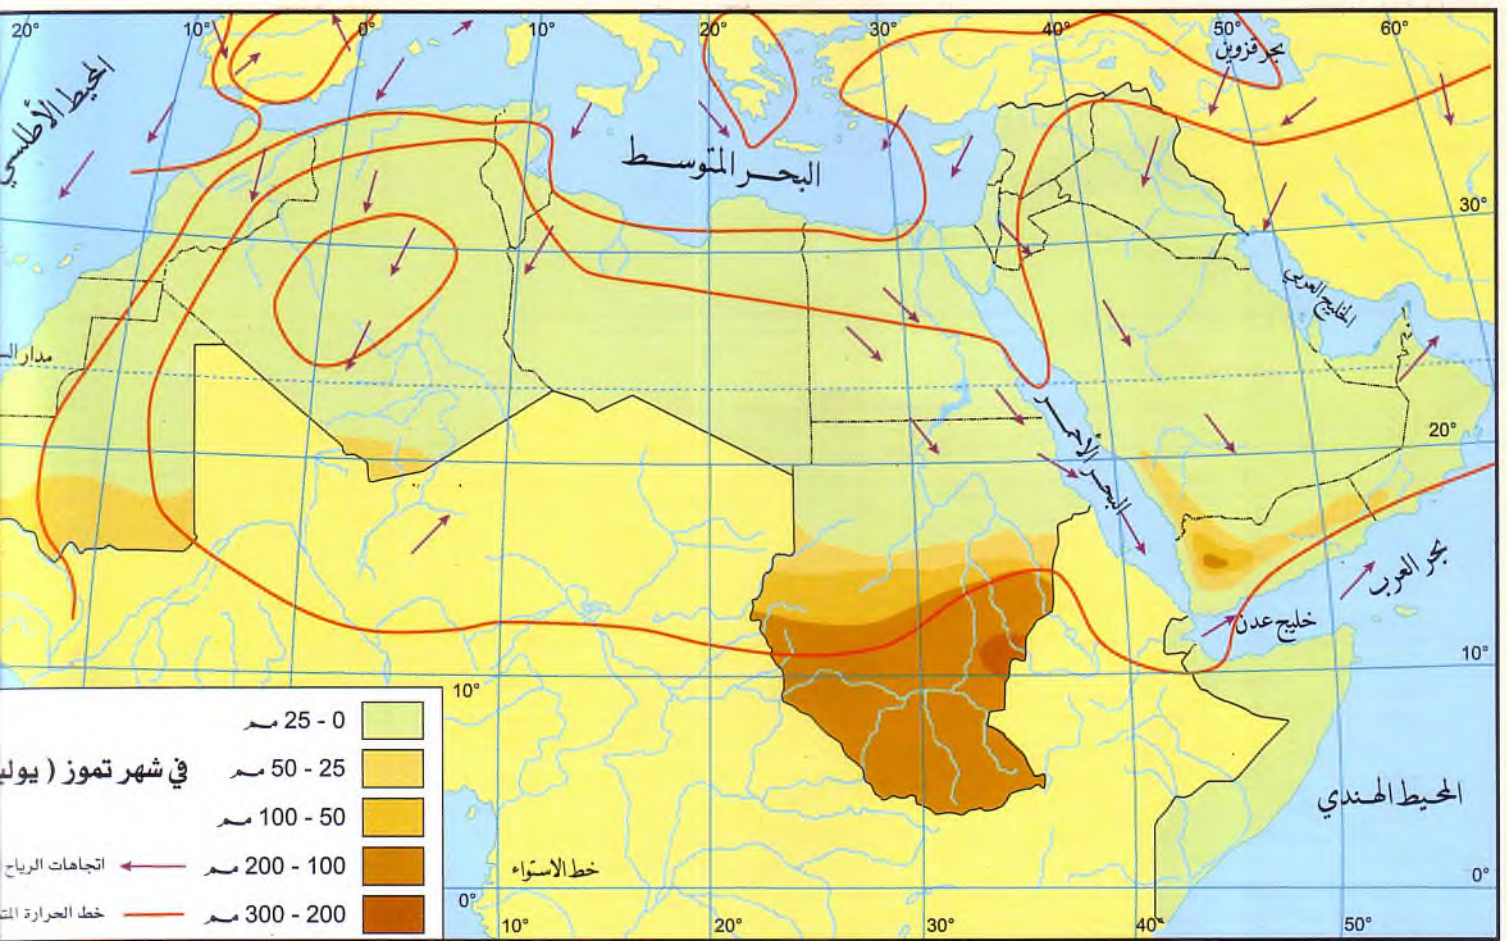 20° 10° 0° 10° 20° 30° 40° 50° 60°
بحر قزوين
المحيط الأطلسي
البحر المتوسط
30°
الخليج العربي
مدار
20°
البحر الأحمر
بحر العرب
خليج عدن
10°
10°
0 - 25 مم
25 - 50 مم
في شهر تموز ( يولي
50 - 100 مم
المحيط الهندي
100 - 200 مم
اتجاهات الرياح
خط الاستواء
0°
0°
200 - 300 مم
خط الحرارة
10° 20° 30° 40° 50°